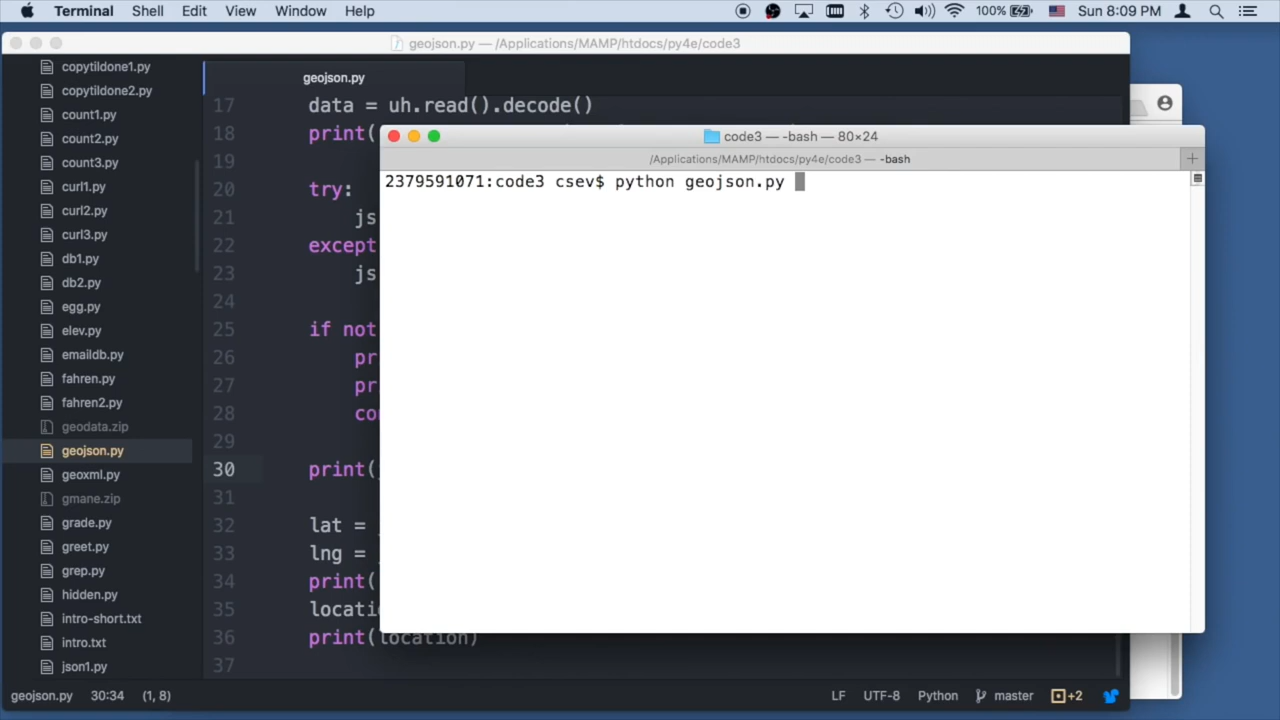 Terminal Shell Edit View Window Help 100% Sun 8:09 PM
geojson.py — /Applications/MAMP/htdocs/py4e/code3
copytildone1.py
copytildone2.py
count1.py
count2.py
count3.py
curl1.py
curl2.py
curl3.py
db1.py
db2.py
egg.py
elev.py
emaildb.py
fahren.py
fahren2.py
geodata.zip
geojson.py
geoxml.py
gmane.zip
grade.py
greet.py
grep.py
hidden.py
intro-short.txt
intro.txt
json1.py
geojson.py
17 data = uh.read().decode()
18 print(
19
20 try:
21 js
22 except
23 js
24
25 if not
26 pr
27 pr
28 co
29
30 print(
31
32 lat =
33 lng =
34 print(
35 locati
36 print(location)
37
code3 — -bash — 80×24
/Applications/MAMP/htdocs/py4e/code3 — -bash
2379591071:code3 csev$ python geojson.py
geojson.py 30:34 (1, 8) LF UTF-8 Python master +2